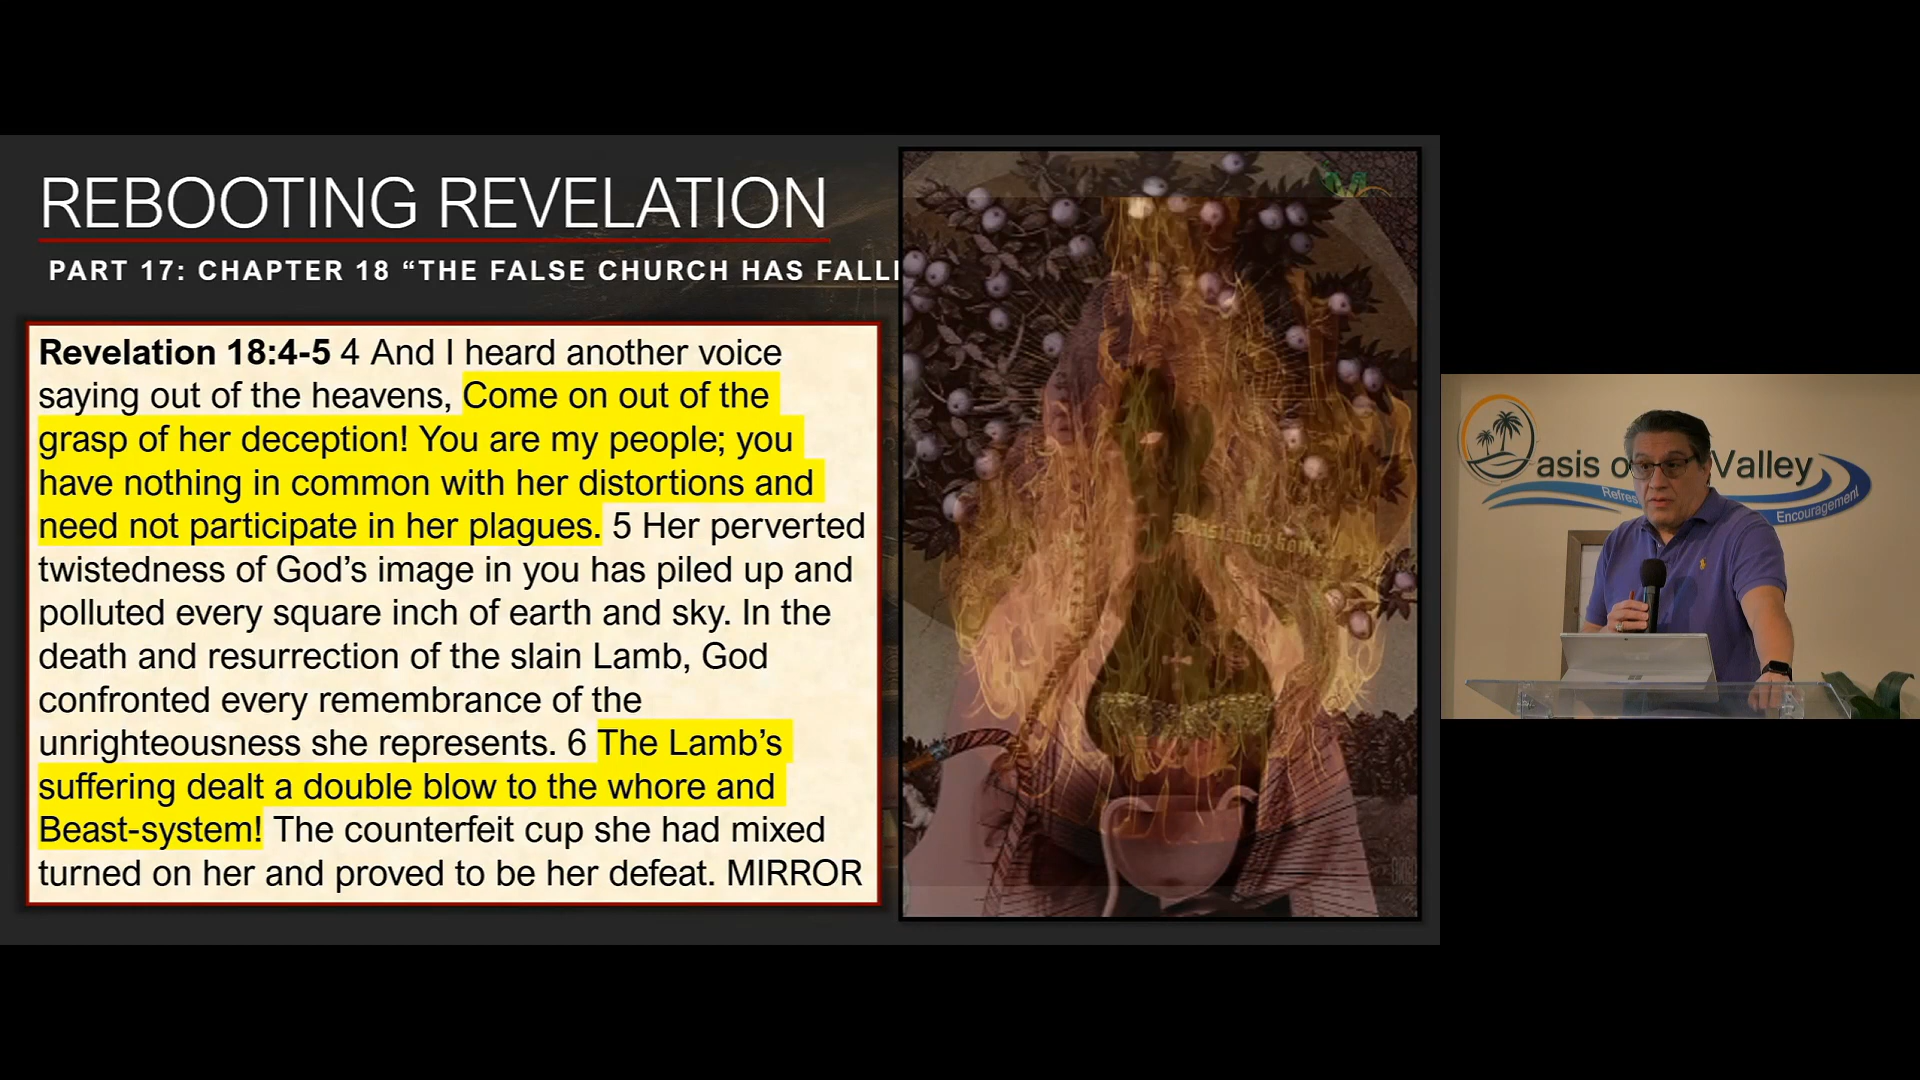 REBOOTING REVELATION
PART 17: CHAPTER 18 “THE FALSE CHURCH HAS FALL
Revelation 18:4-5 4 And I heard another voice
saying out of the heavens, Come on out of the
grasp of her deception! You are my people; you
have nothing in common with her distortions and
need not participate in her plagues. 5 Her perverted
twistedness of God’s image in you has piled up and
polluted every square inch of earth and sky. In the
death and resurrection of the slain Lamb, God
confronted every remembrance of the
unrighteousness she represents. 6 The Lamb’s
suffering dealt a double blow to the whore and
Beast-system! The counterfeit cup she had mixed
turned on her and proved to be her defeat. MIRROR
asis o Valley
Refres
Encouragement